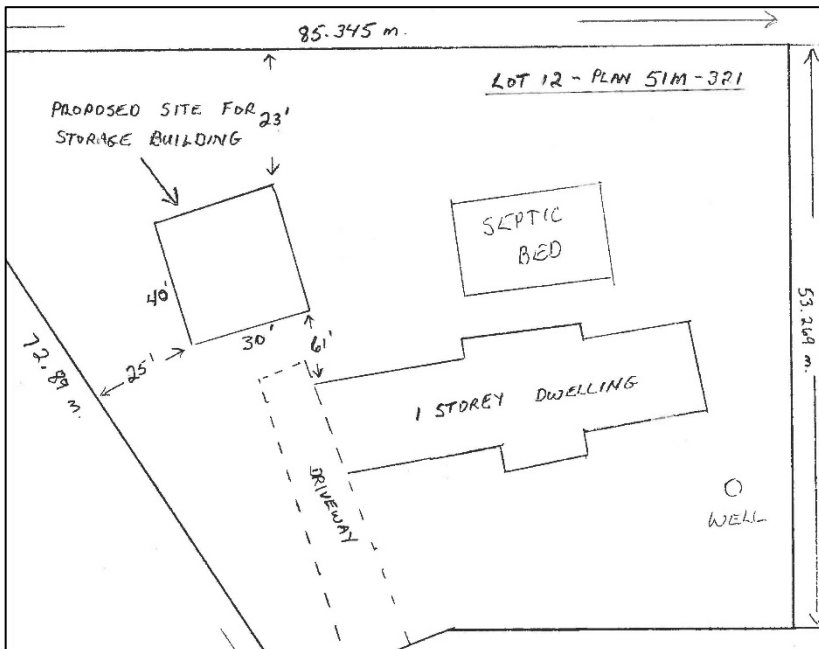 85.345 m.
LOT 12 - PLAN 51M-321
PROPOSED SITE FOR
STORAGE BUILDING
23'
SEPTIC
BED
40'
30'
61'
25'
72.89 m.
53.269 m.
1 STOREY DWELLING
DRIVEWAY
WELL